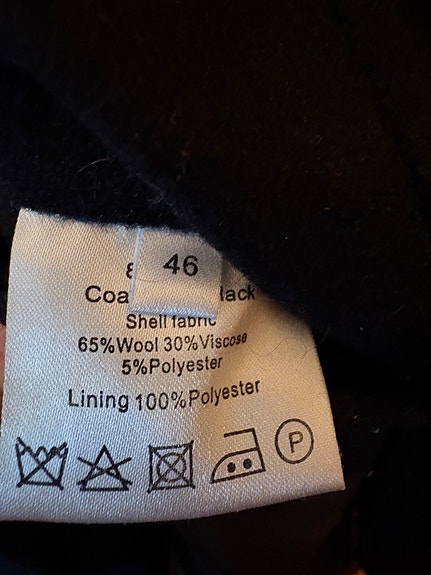 46
Shell fabric
65%Wool 30%Viscose
5%Polyester
Lining 100%Polyester
P